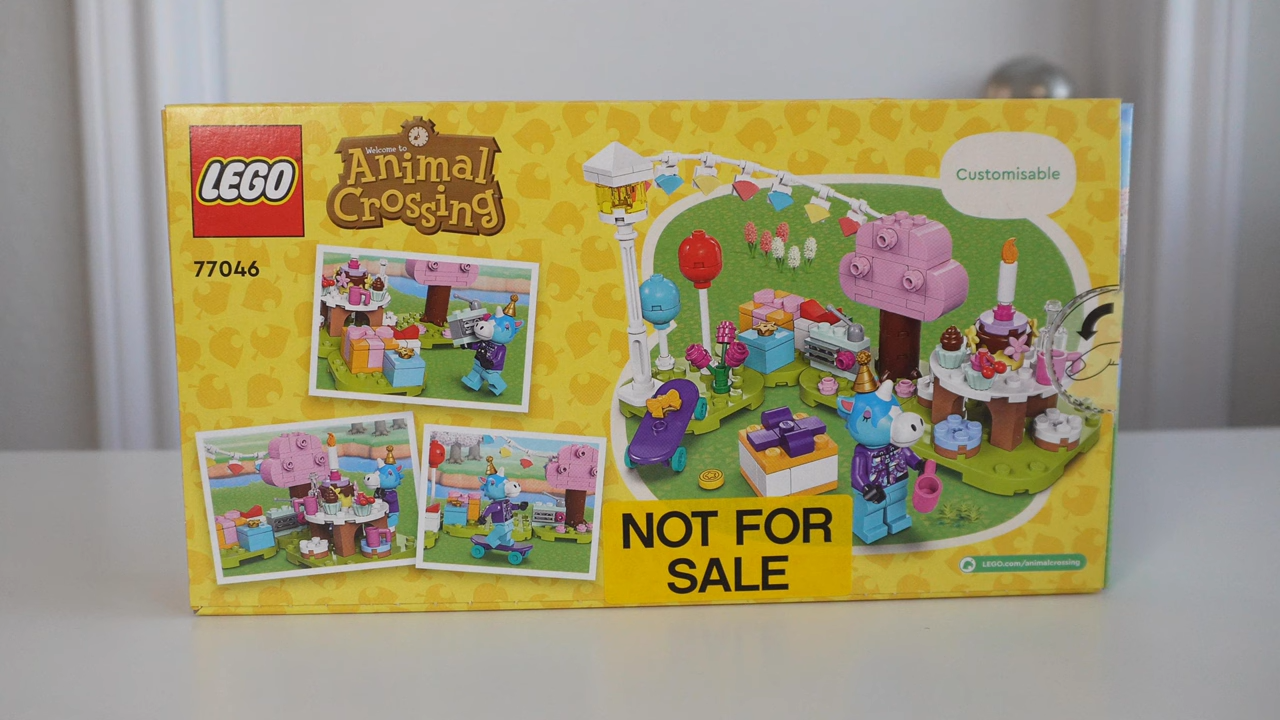 LEGO
Welcome to
Animal
Crossing
77046
Customisable
NOT FOR
SALE
LEGO.com/animalcrossing